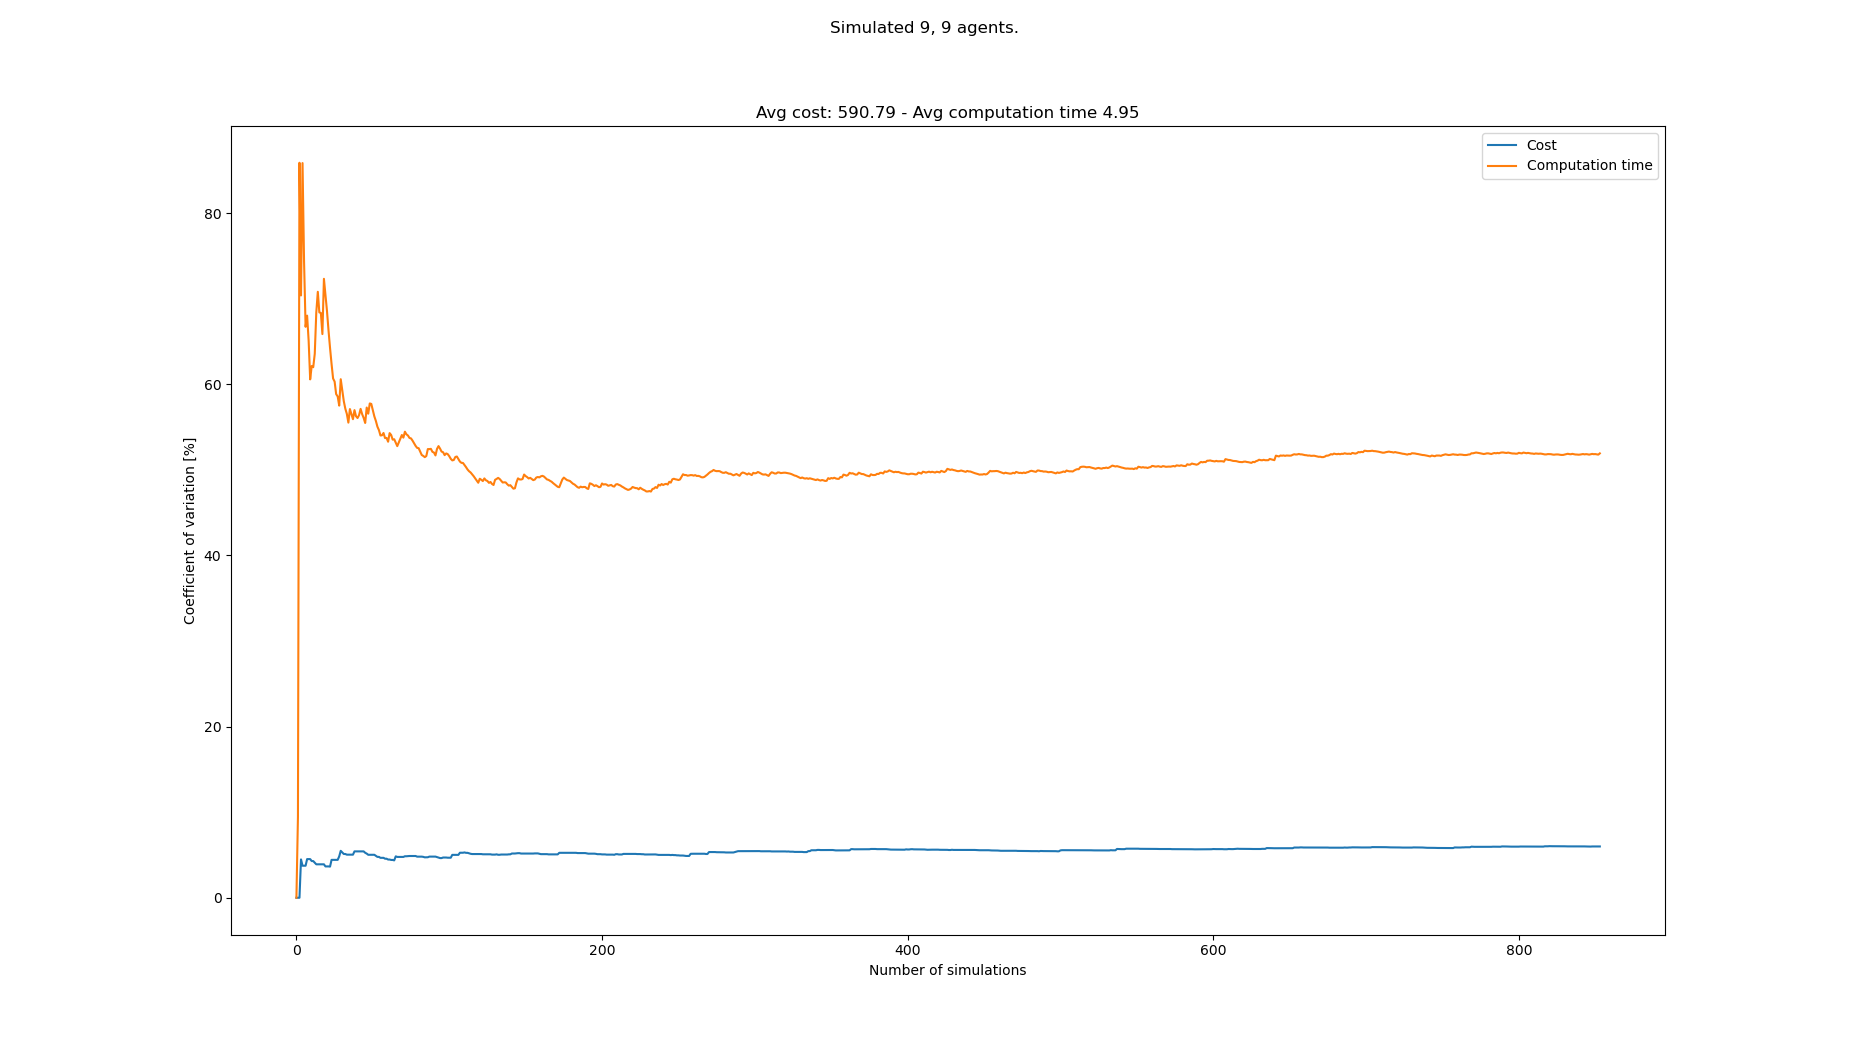 Simulated 9, 9 agents.
Avg cost: 590.79 - Avg computation time 4.95
Cost
Computation time
Coefficient of variation [%]
80
60
40
20
0
0 200 400 600 800
Number of simulations